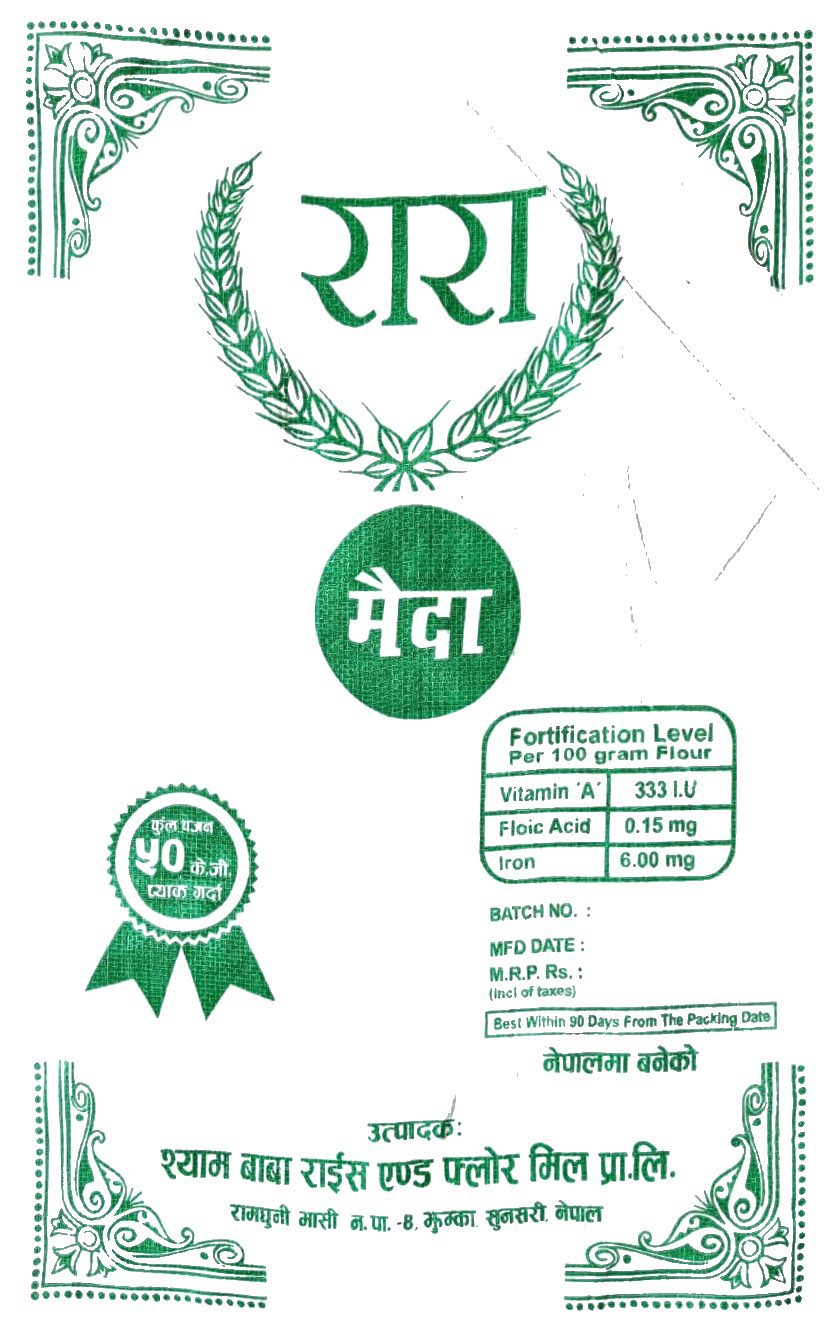 रारा
मैदा
Fortification Level
Per 100 gram Flour
Vitamin 'A' 333 I.U
Floic Acid 0.15 mg
Iron 6.00 mg
कुल वजन
५० के.जी.
प्याक गर्दा
BATCH NO. :
MFD DATE :
M.R.P. Rs. :
(Incl of taxes)
Best Within 90 Days From The Packing Date
नेपालमा बनेको
उत्पादक:
श्याम बाबा राईस एण्ड फ्लोर मिल प्रा.लि.
रामधुनी भासी न.पा. -8, झुम्का, सुनसरी, नेपाल